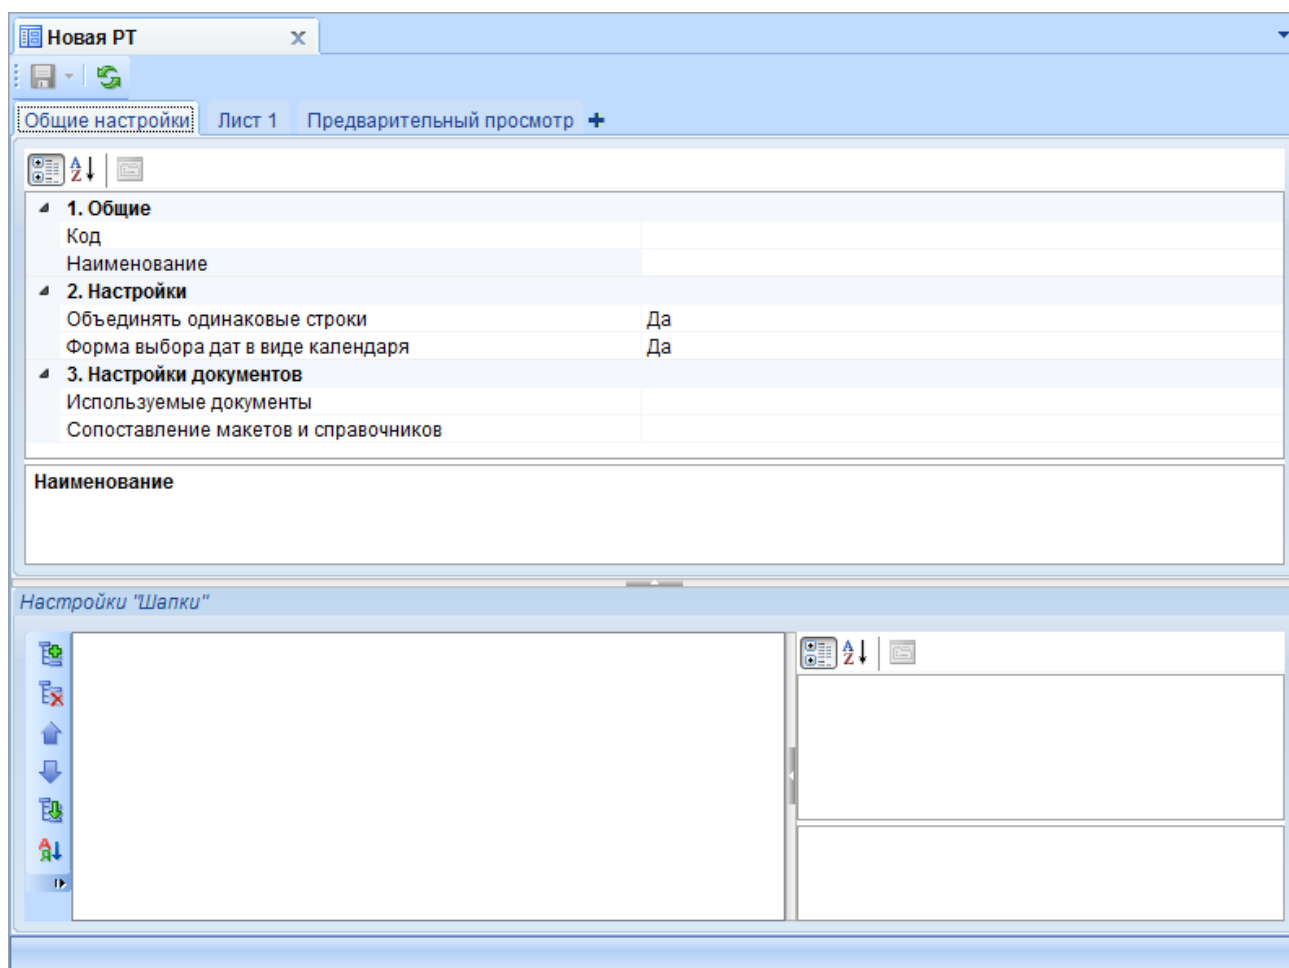 Новая РТ
Общие настройки Лист 1 Предварительный просмотр
1. Общие
Код
Наименование
2. Настройки
Объединять одинаковые строки Да
Форма выбора дат в виде календаря Да
3. Настройки документов
Используемые документы
Сопоставление макетов и справочников
Наименование
Настройки "Шапки"